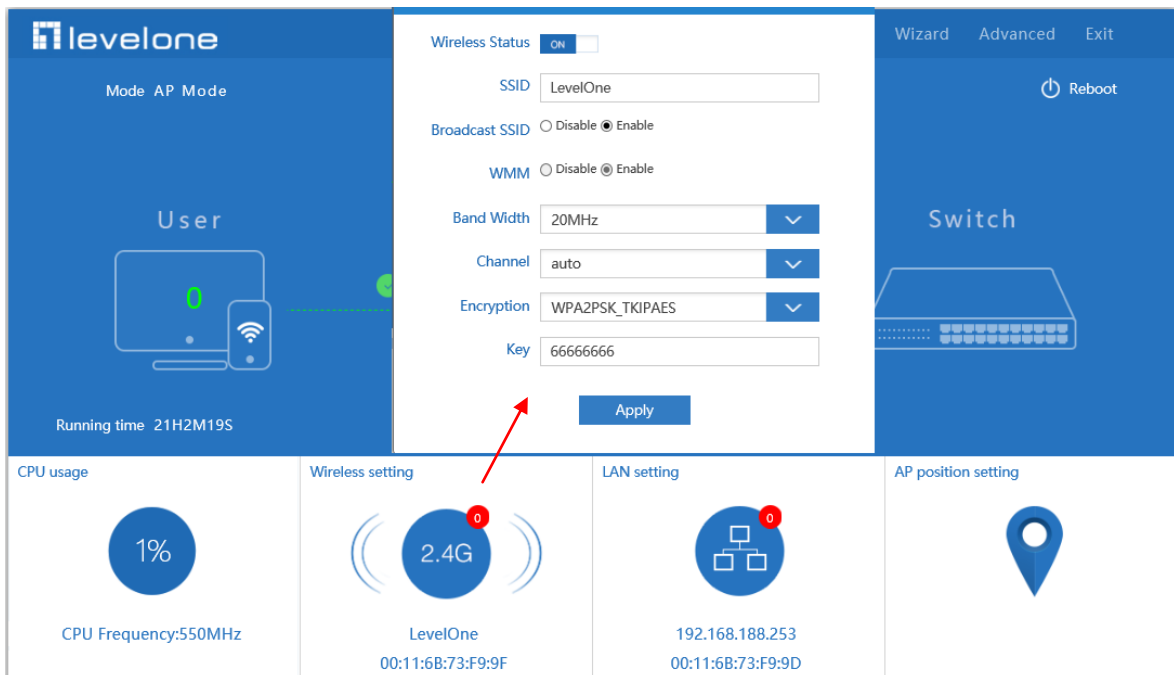 levelone
Wizard Advanced Exit
Mode AP Mode
Reboot
User
0
Running time 21H2M19S
Wireless Status ON
SSID LevelOne
Broadcast SSID Disable Enable
WMM Disable Enable
Band Width 20MHz
Channel auto
Encryption WPA2PSK_TKIPAES
Key 66666666
Apply
Switch
CPU usage
1%
CPU Frequency:550MHz
Wireless setting
0
2.4G
LevelOne
00:11:6B:73:F9:9F
LAN setting
0
192.168.188.253
00:11:6B:73:F9:9D
AP position setting